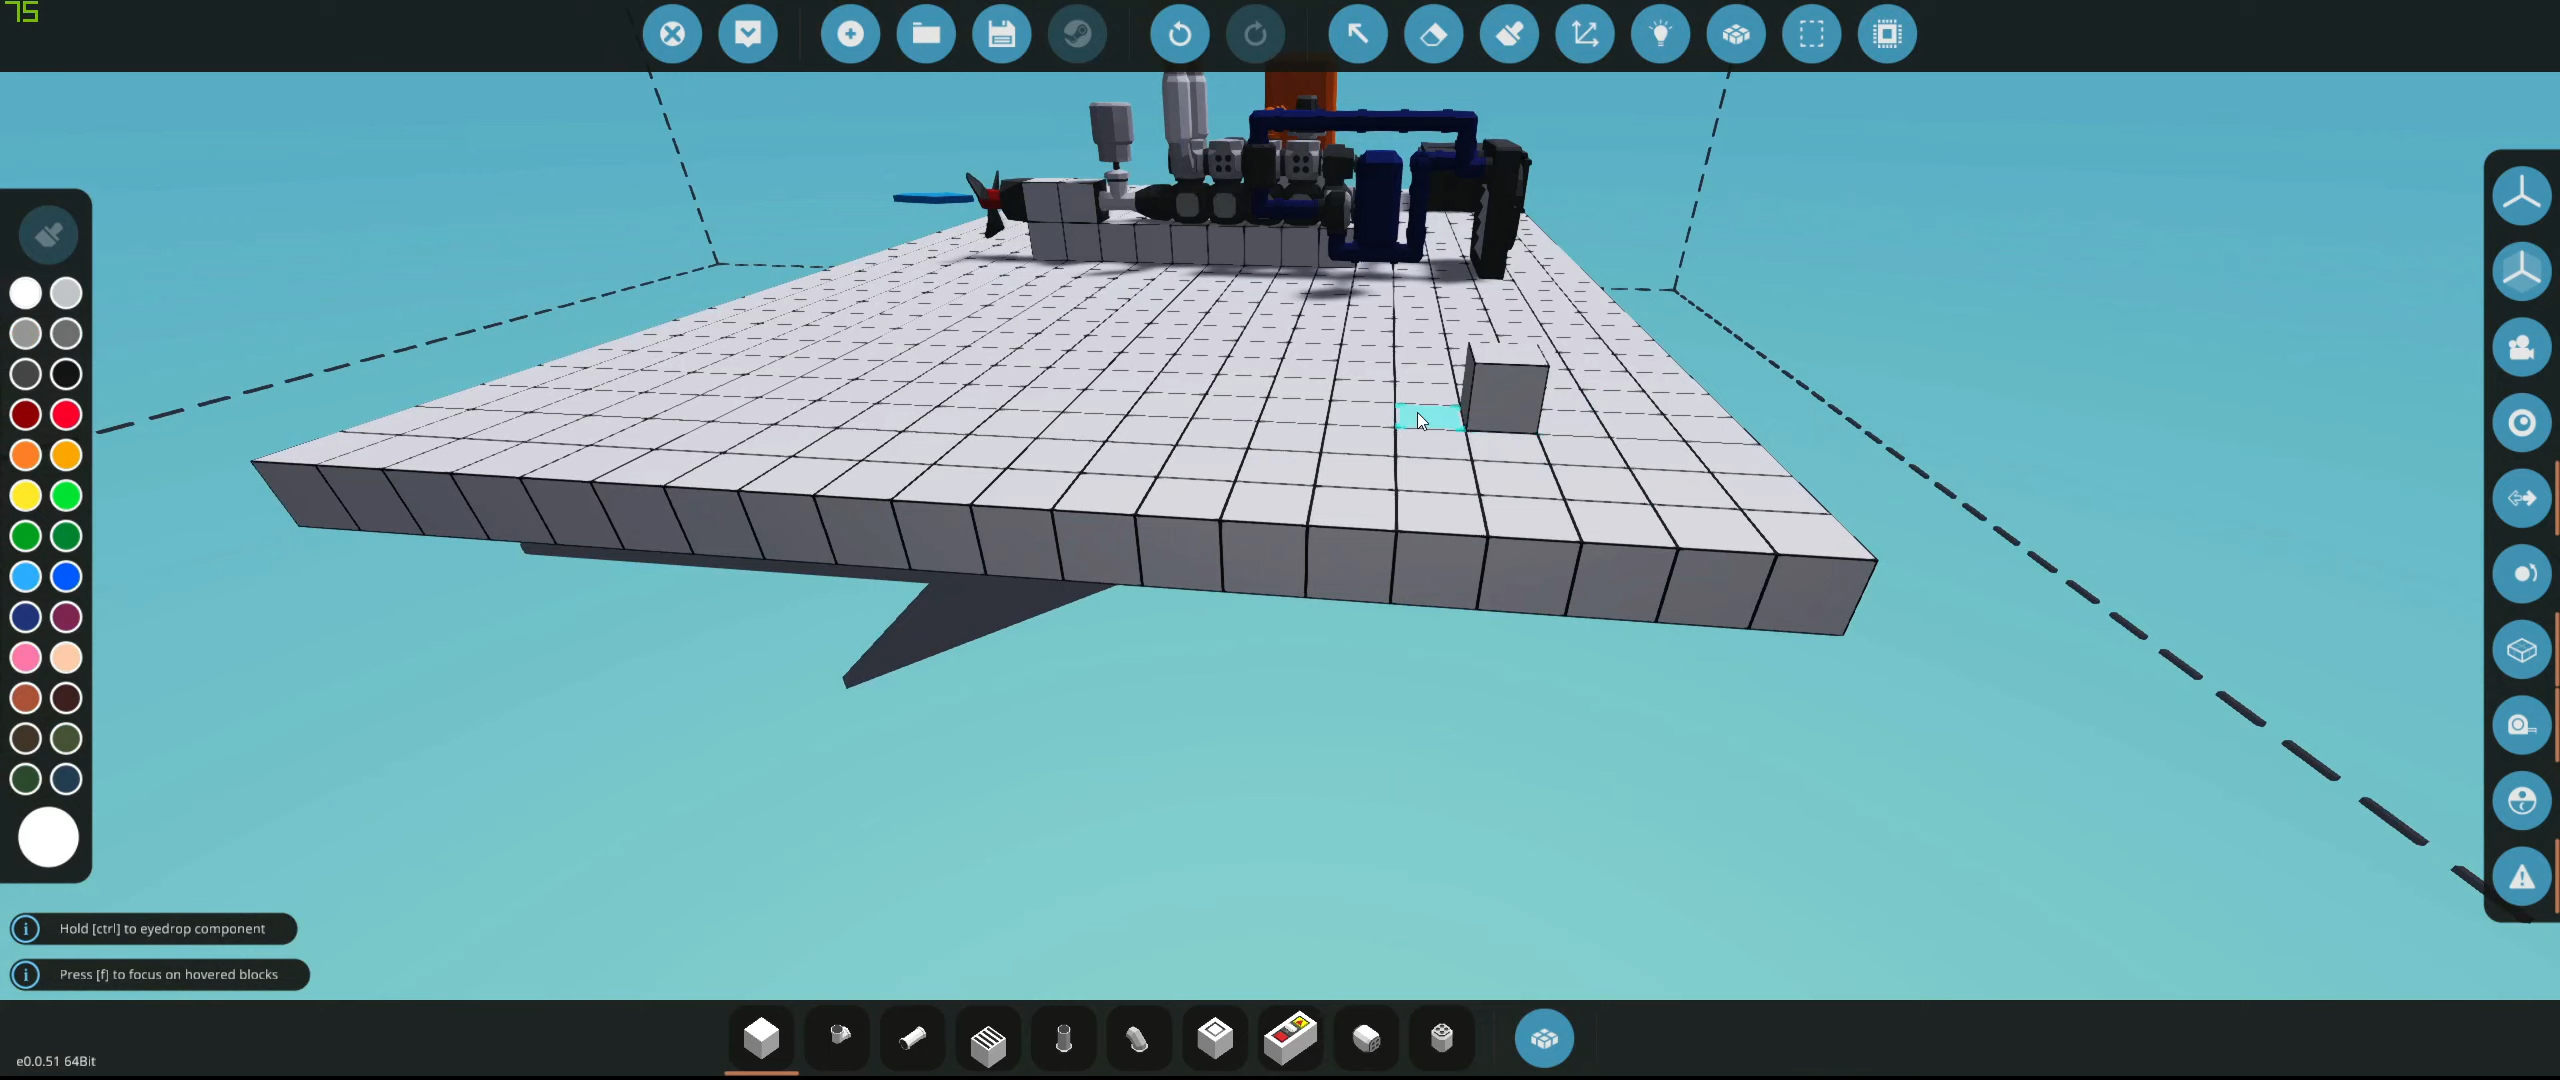 75
Hold [ctrl] to eyedrop component
Press [f] to focus on hovered blocks
e0.0.51 64Bit